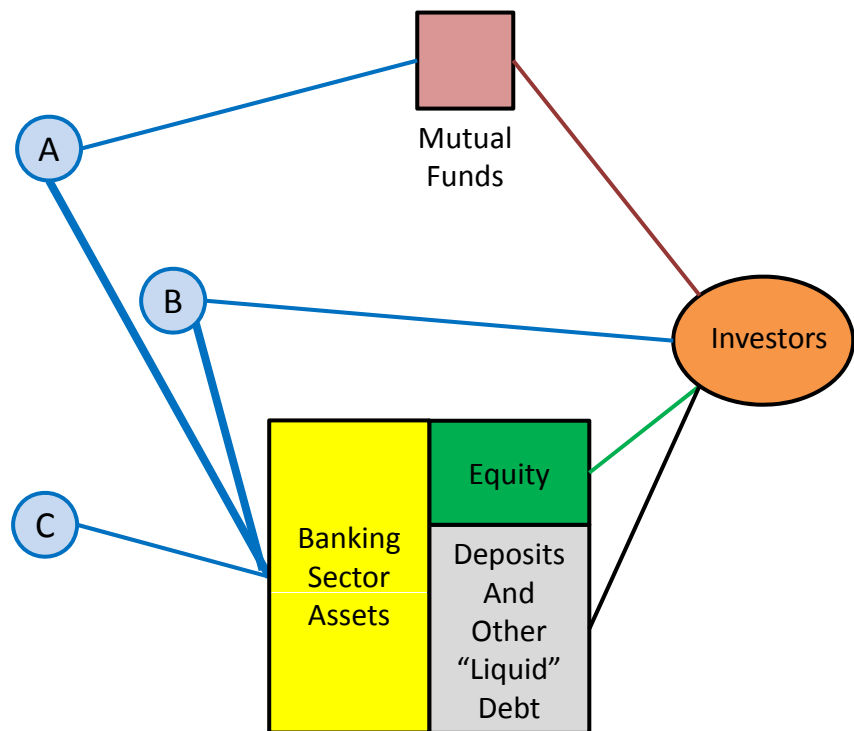 A
Mutual
Funds
B
Investors
C
Banking
Sector
Assets
Equity
Deposits
And
Other
“Liquid”
Debt